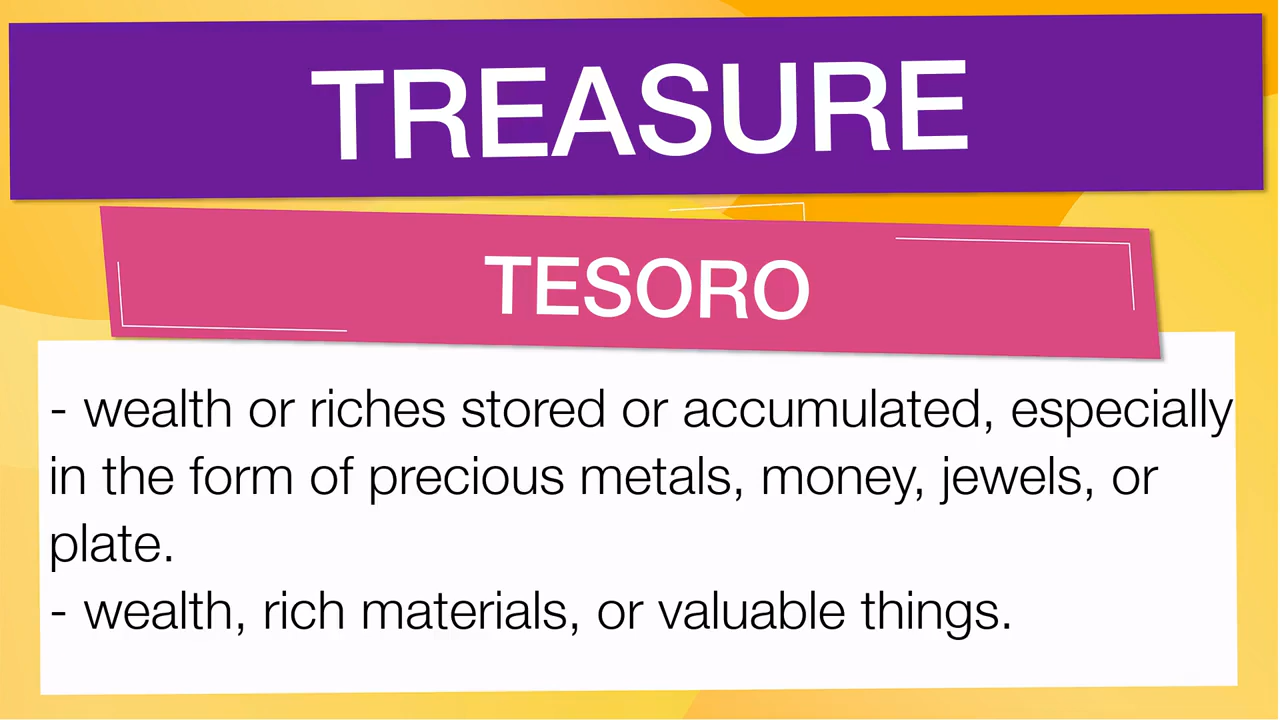 TREASURE
TESORO
- wealth or riches stored or accumulated, especially
in the form of precious metals, money, jewels, or
plate.
- wealth, rich materials, or valuable things.